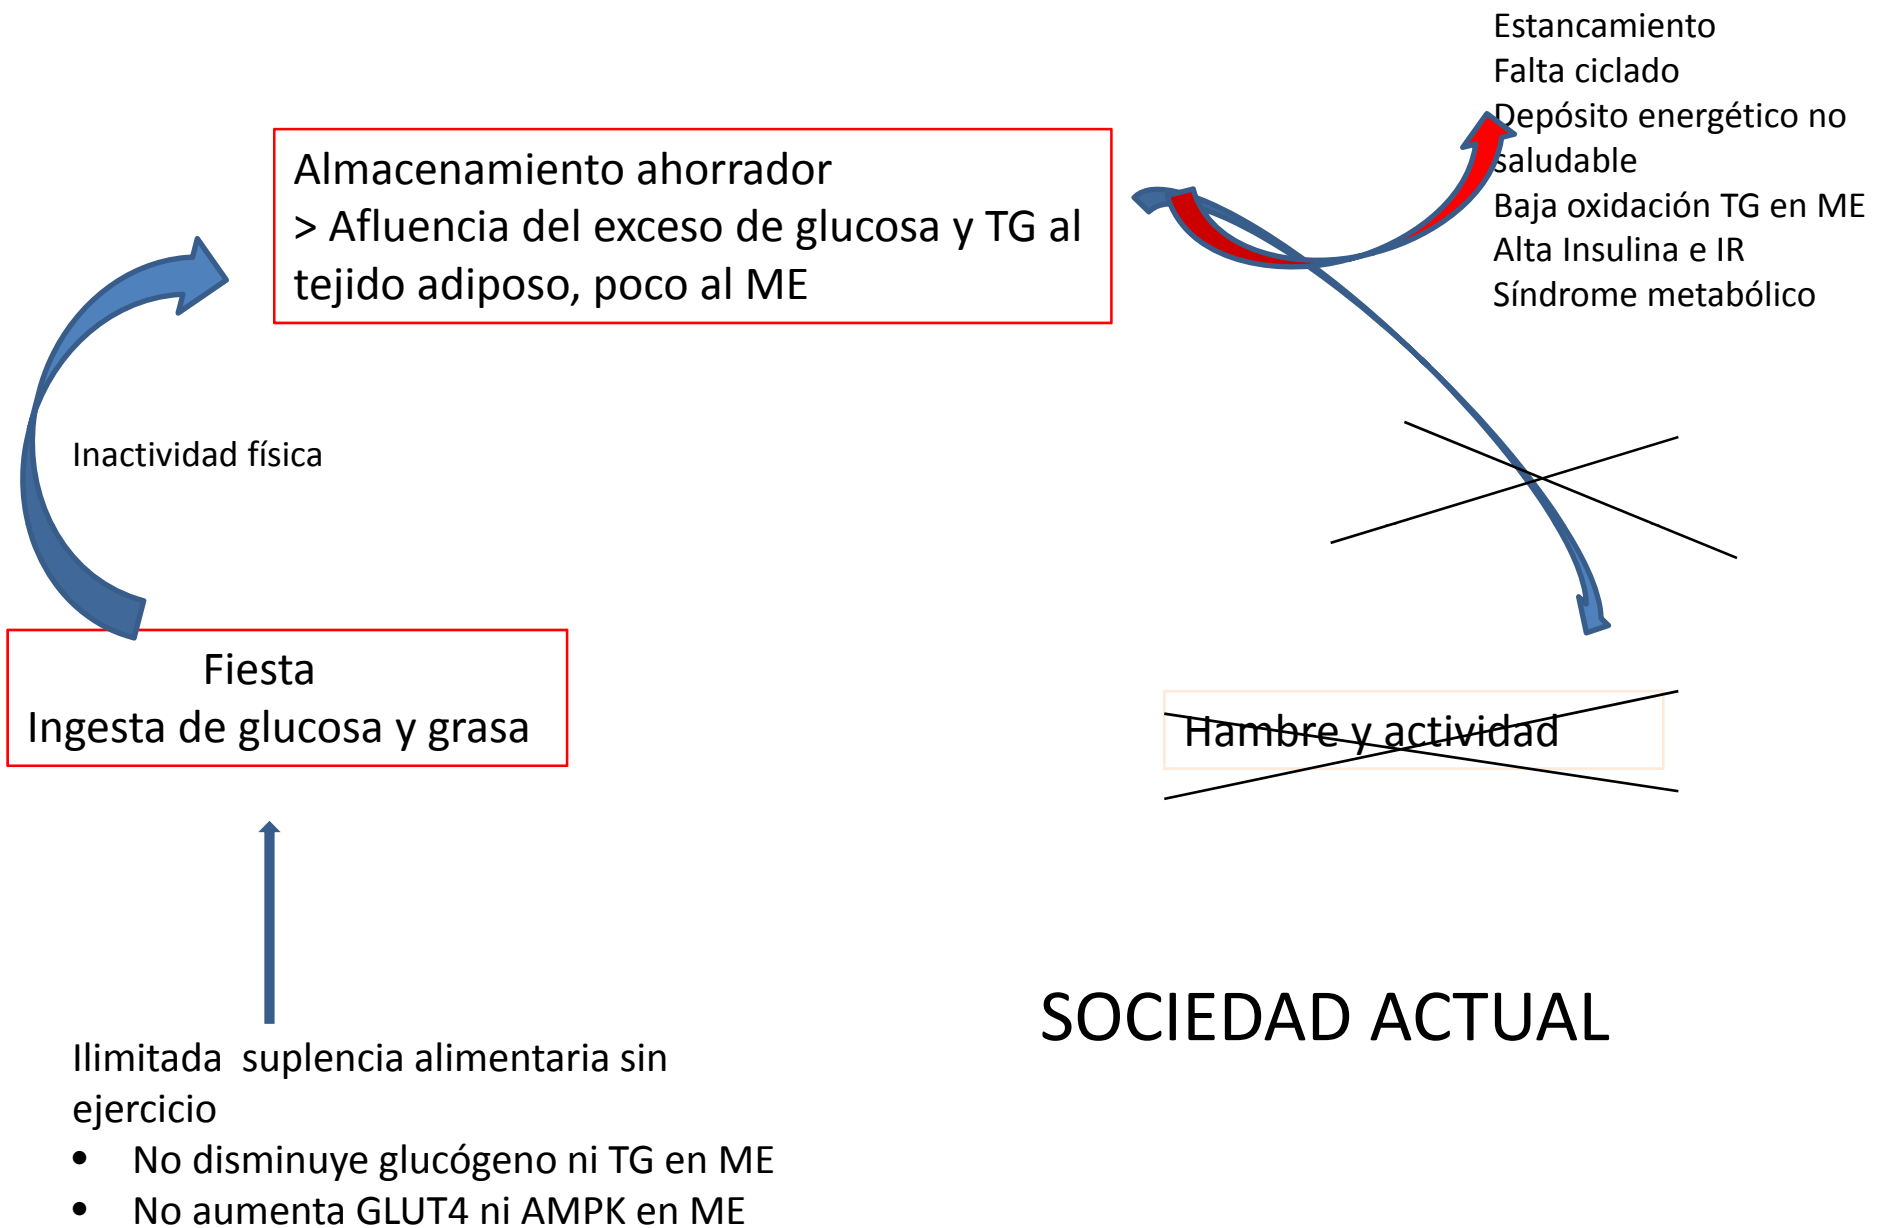 Estancamiento
Falta ciclado
Depósito energético no
saludable
Baja oxidación TG en ME
Alta Insulina e IR
Síndrome metabólico
Almacenamiento ahorrador
> Afluencia del exceso de glucosa y TG al
tejido adiposo, poco al ME
Inactividad física
Fiesta
Ingesta de glucosa y grasa
Hambre y actividad
SOCIEDAD ACTUAL
Ilimitada suplencia alimentaria sin
ejercicio
• No disminuye glucógeno ni TG en ME
• No aumenta GLUT4 ni AMPK en ME